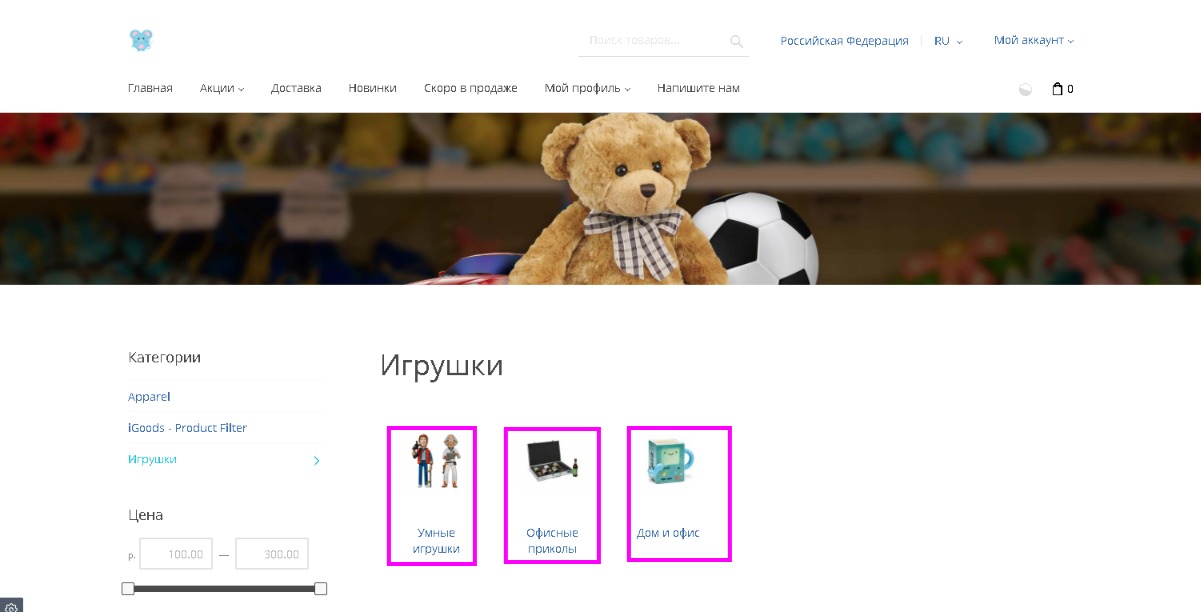 Поиск товаров...
Российская Федерация
RU
Мой аккаунт
Главная
Акции
Доставка
Новинки
Скоро в продаже
Мой профиль
Напишите нам
0
Категории
Apparel
iGoods - Product Filter
Игрушки
Цена
р. 100.00 — 300.00
Игрушки
Умные
игрушки
Офисные
приколы
Дом и офис